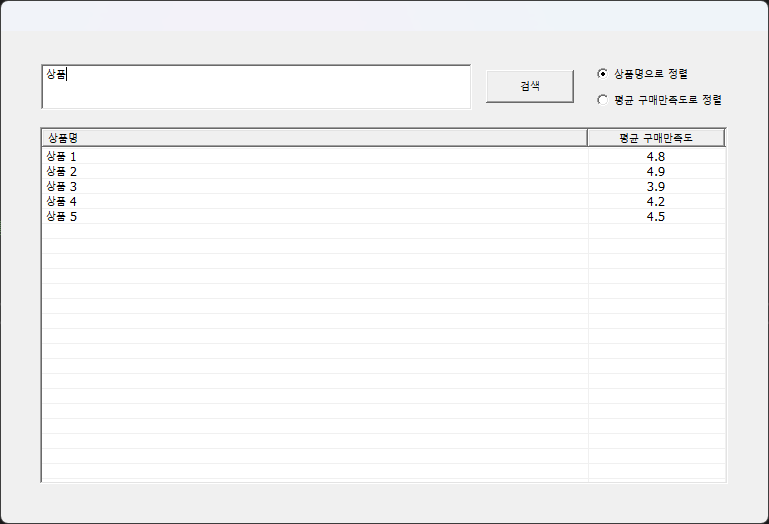 상품
검색
상품명으로 정렬
평균 구매만족도로 정렬
상품명 평균 구매만족도
상품 1 4.8
상품 2 4.9
상품 3 3.9
상품 4 4.2
상품 5 4.5